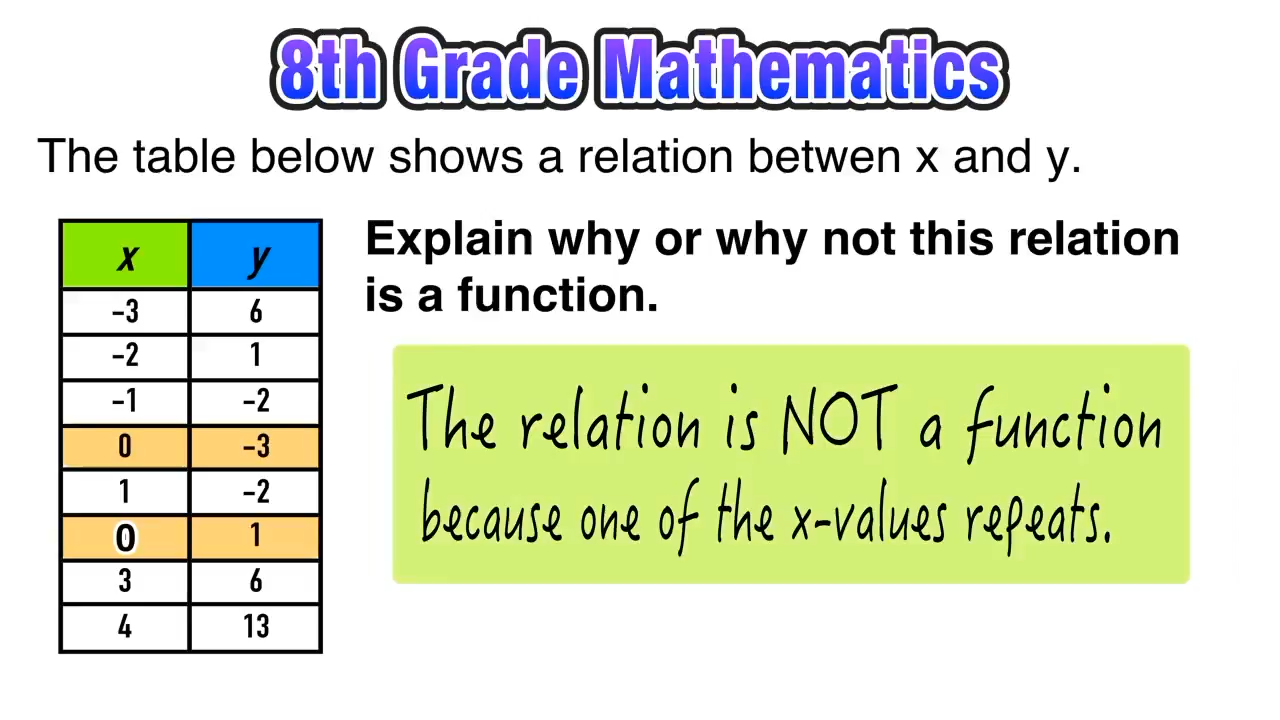 8th Grade Mathematics
The table below shows a relation betwen x and y.
Explain why or why not this relation
is a function.
x y
–3 6
–2 1
–1 –2
0 –3
1 –2
0 1
3 6
4 13
The relation is NOT a function
because one of the x-values repeats.